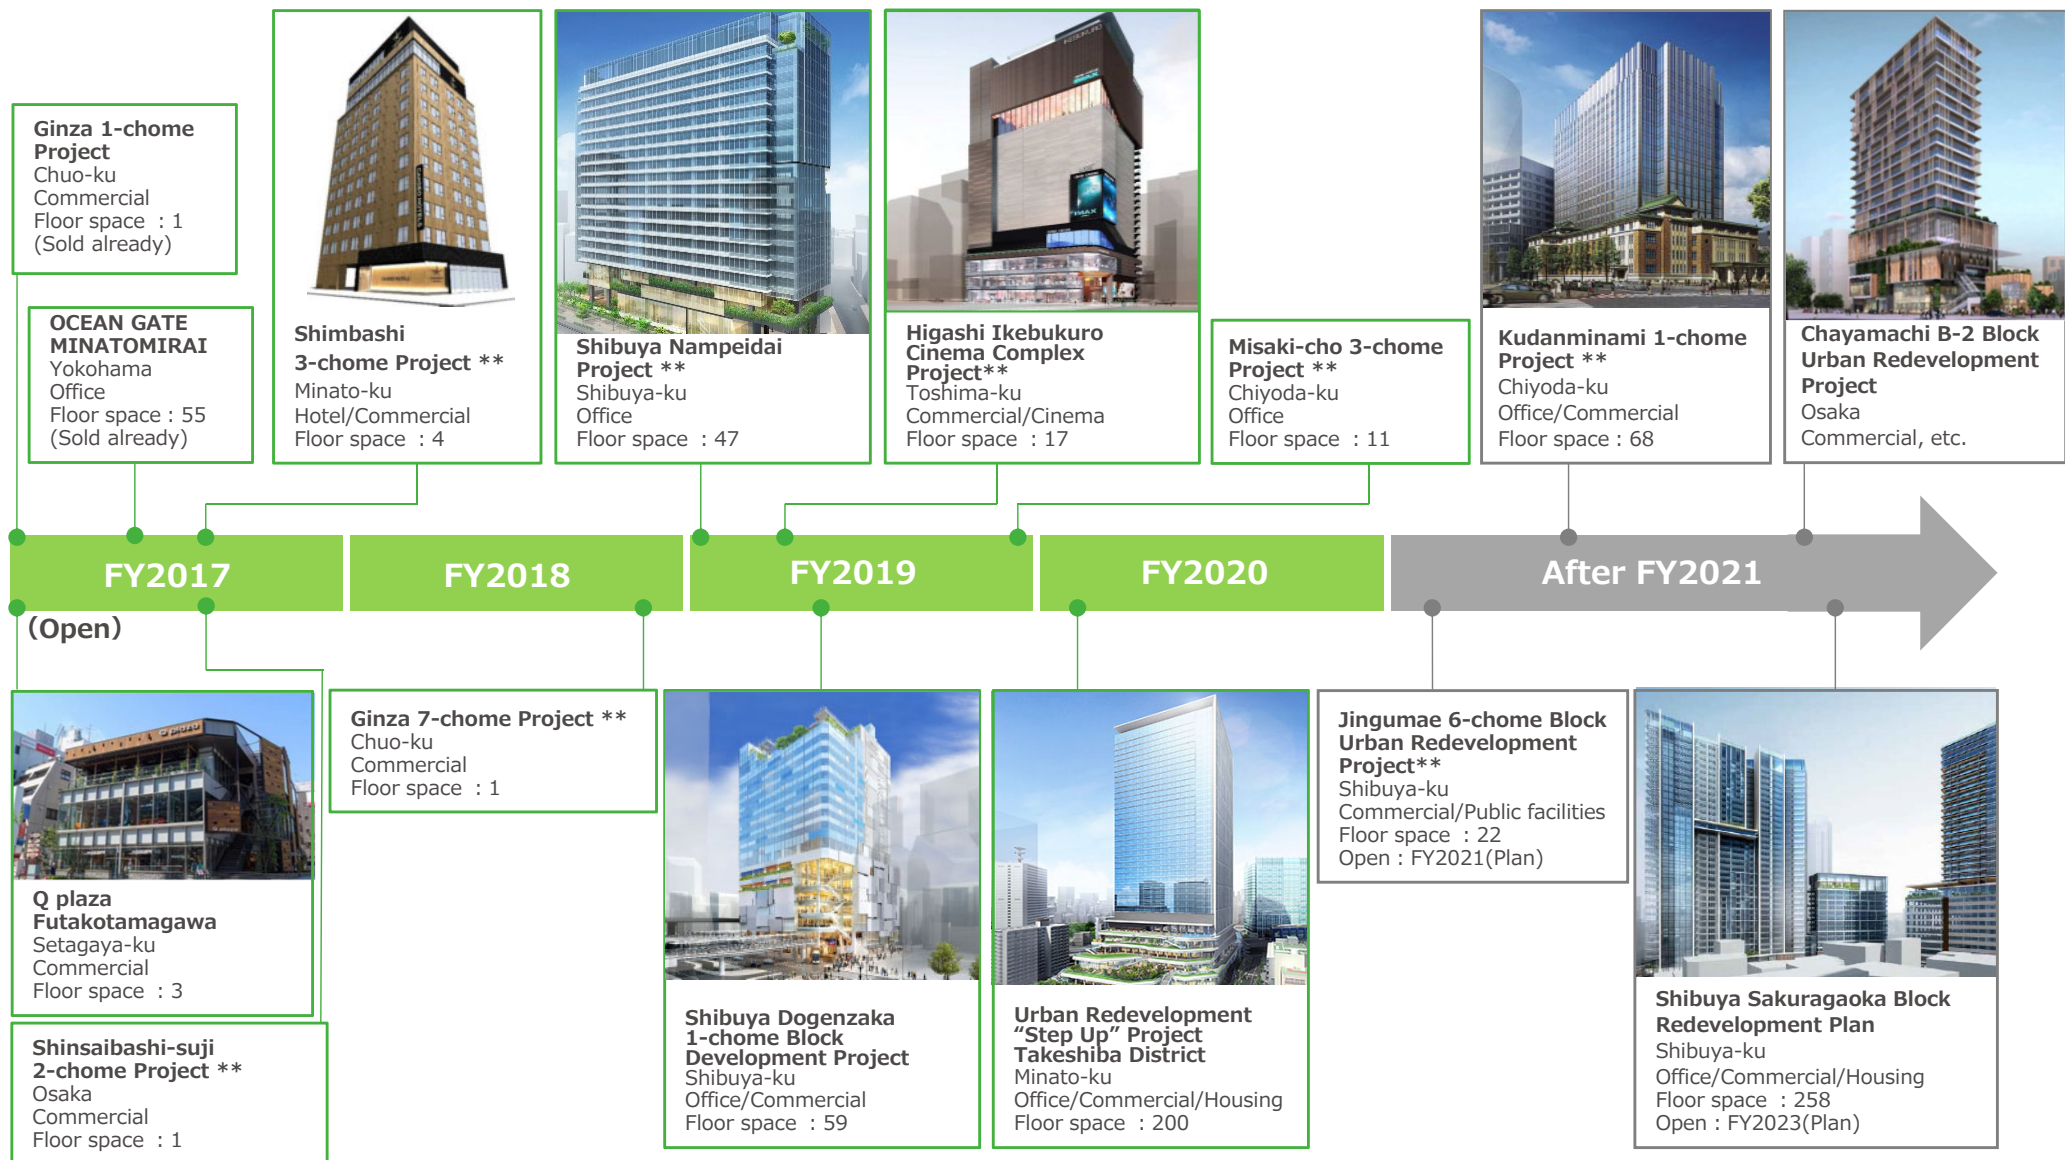 Ginza 1-chome
Project
Chuo-ku
Commercial
Floor space : 1
(Sold already)
OCEAN GATE
MINATOMIRAI
Yokohama
Office
Floor space : 55
(Sold already)
Shimbashi
3-chome Project **
Minato-ku
Hotel/Commercial
Floor space : 4
Shibuya Nampeidai
Project **
Shibuya-ku
Office
Floor space : 47
Higashi Ikebukuro
Cinema Complex
Project**
Toshima-ku
Commercial/Cinema
Floor space : 17
Misaki-cho 3-chome
Project **
Chiyoda-ku
Office
Floor space : 11
Kudanminami 1-chome
Project **
Chiyoda-ku
Office/Commercial
Floor space : 68
Chayamachi B-2 Block
Urban Redevelopment
Project
Osaka
Commercial, etc.
FY2017
FY2018
FY2019
FY2020
After FY2021
(Open)
Q plaza
Q plaza
Futakotamagawa
Setagaya-ku
Commercial
Floor space : 3
Shinsaibashi-suji
2-chome Project **
Osaka
Commercial
Floor space : 1
Ginza 7-chome Project **
Chuo-ku
Commercial
Floor space : 1
Shibuya Dogenzaka
1-chome Block
Development Project
Shibuya-ku
Office/Commercial
Floor space : 59
Urban Redevelopment
“Step Up” Project
Takeshiba District
Minato-ku
Office/Commercial/Housing
Floor space : 200
Jingumae 6-chome Block
Urban Redevelopment
Project**
Shibuya-ku
Commercial/Public facilities
Floor space : 22
Open : FY2021(Plan)
Shibuya Sakuragaoka Block
Redevelopment Plan
Shibuya-ku
Office/Commercial/Housing
Floor space : 258
Open : FY2023(Plan)